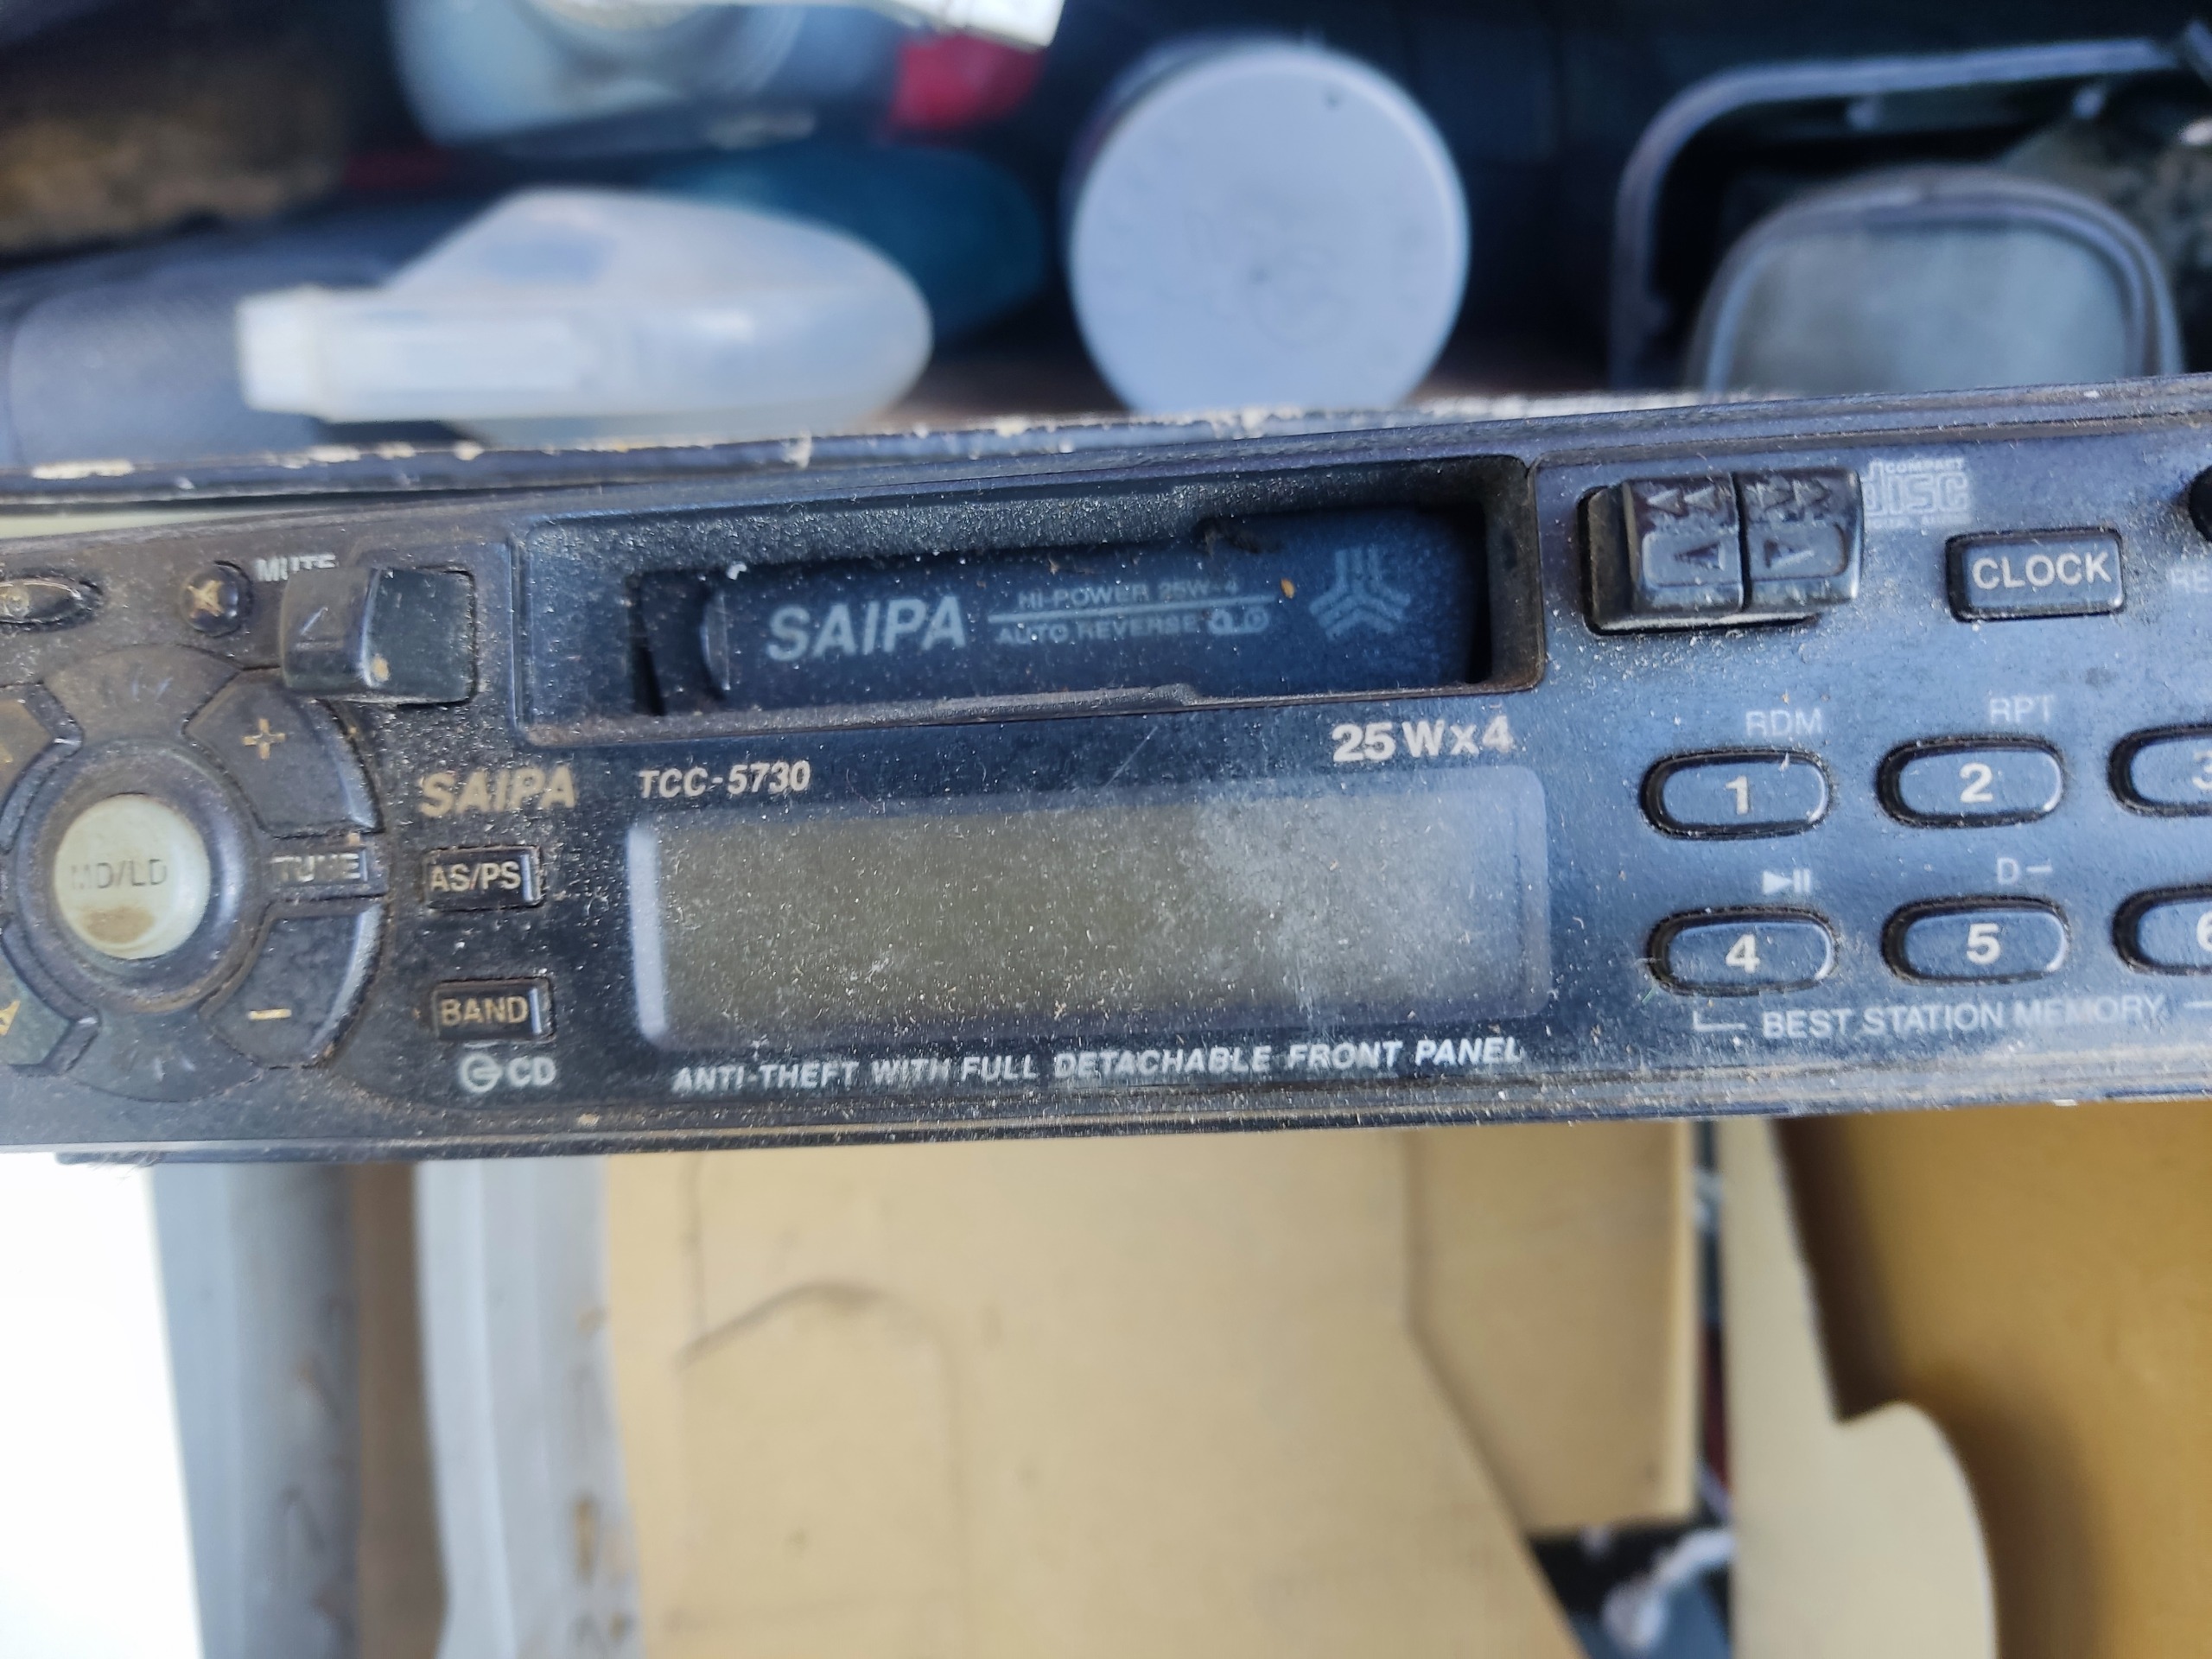 MUTE
SAIPA
HI-POWER 25W×4
AUTO REVERSE
COMPACT
disc
CLOCK
25Wx4
RDM
RPT
SAIPA
TCC-5730
1
2
3
MD/LD
TUNE
AS/PS
D-
4
5
6
BAND
BEST STATION MEMORY
CD
ANTI-THEFT WITH FULL DETACHABLE FRONT PANEL